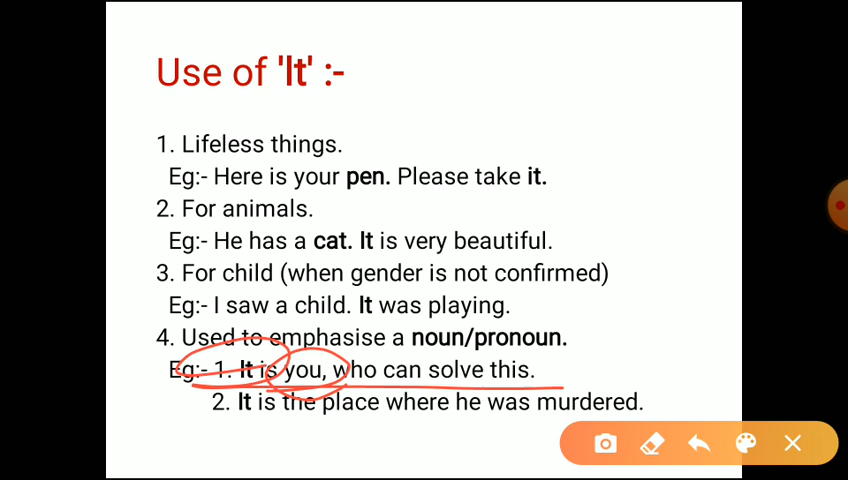 Use of 'It' :-
1. Lifeless things.
Eg:- Here is your pen. Please take it.
2. For animals.
Eg:- He has a cat. It is very beautiful.
3. For child (when gender is not confirmed)
Eg:- I saw a child. It was playing.
4. Used to emphasise a noun/pronoun.
Eg:- 1. It is you, who can solve this.
2. It is the place where he was murdered.